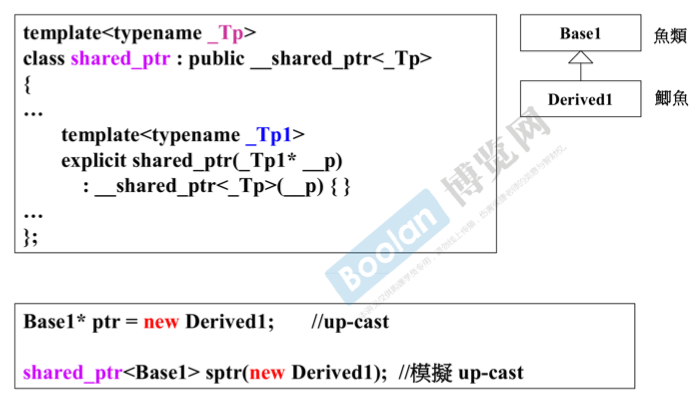 template<typename _Tp>
class shared_ptr : public __shared_ptr<_Tp>
{
…
template<typename _Tp1>
explicit shared_ptr(_Tp1* __p)
: __shared_ptr<_Tp>(__p) { }
…
};
Base1
魚類
Derived1
鯽魚
Boolan 博览网
Base1* ptr = new Derived1; //up-cast
shared_ptr<Base1> sptr(new Derived1); //模擬 up-cast